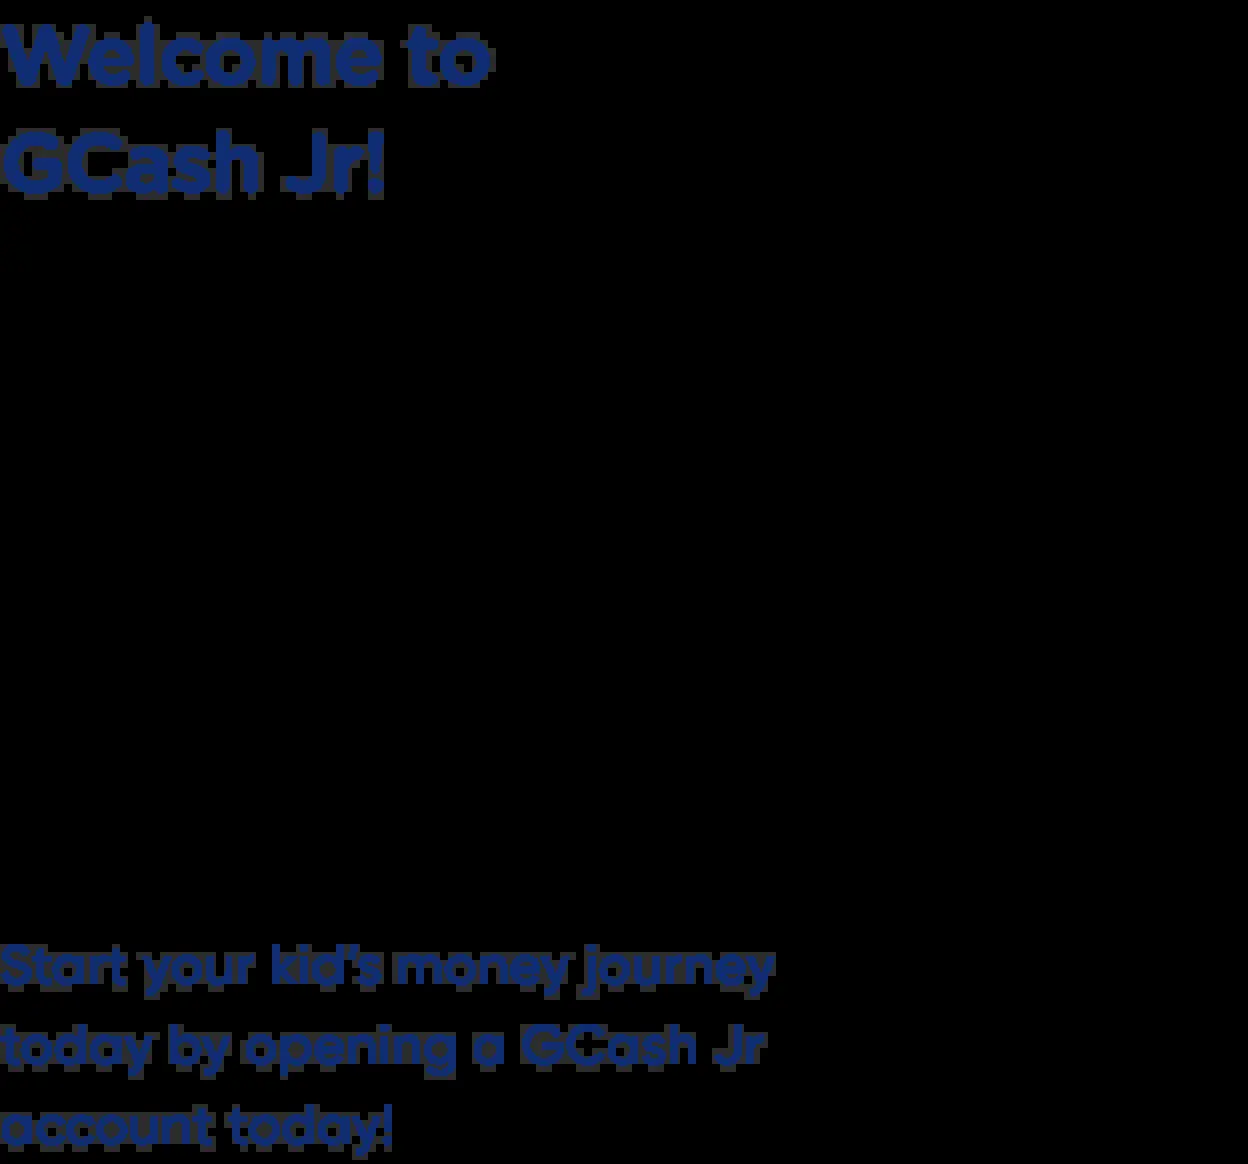 Welcome to
GCash Jr!
Start your kid’s money journey
today by opening a GCash Jr
account today!